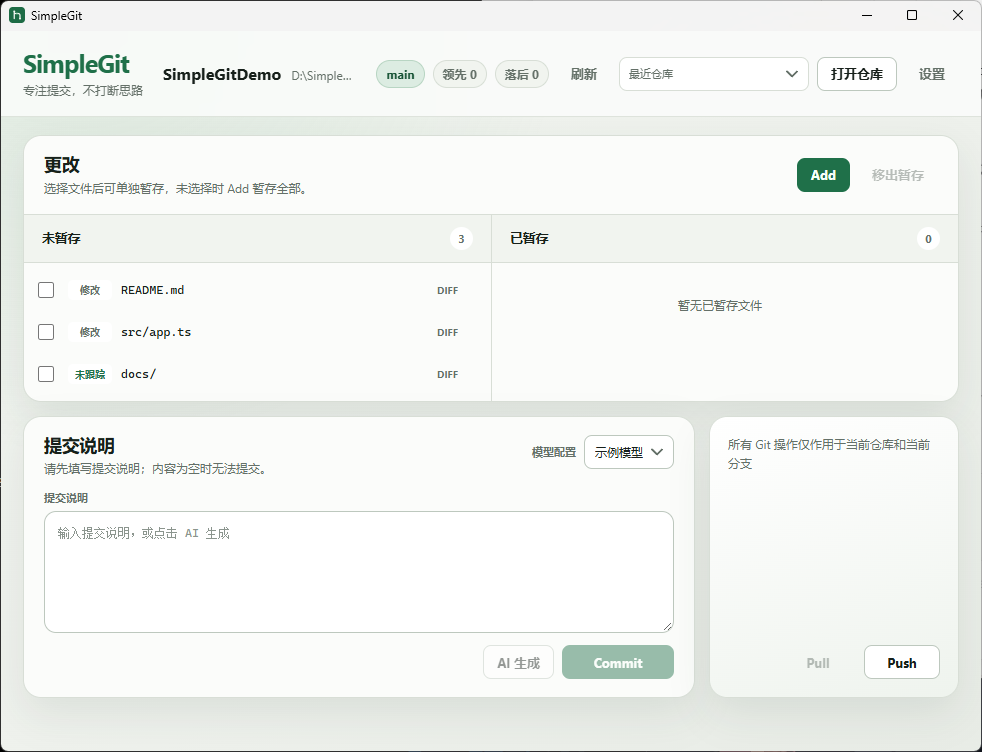 SimpleGit
SimpleGit
专注提交，不打断思路
SimpleGitDemo D:\Simple...
main 领先 0 落后 0 刷新 最近仓库 打开仓库 设置
更改
选择文件后可单独暂存，未选择时 Add 暂存全部。
Add 移出暂存
未暂存 3
已暂存 0
修改 README.md DIFF
修改 src/app.ts DIFF
未跟踪 docs/ DIFF
暂无已暂存文件
提交说明
请先填写提交说明；内容为空时无法提交。
模型配置 示例模型
提交说明
输入提交说明，或点击 AI 生成
AI 生成 Commit
所有 Git 操作仅作用于当前仓库和当前
分支
Pull Push